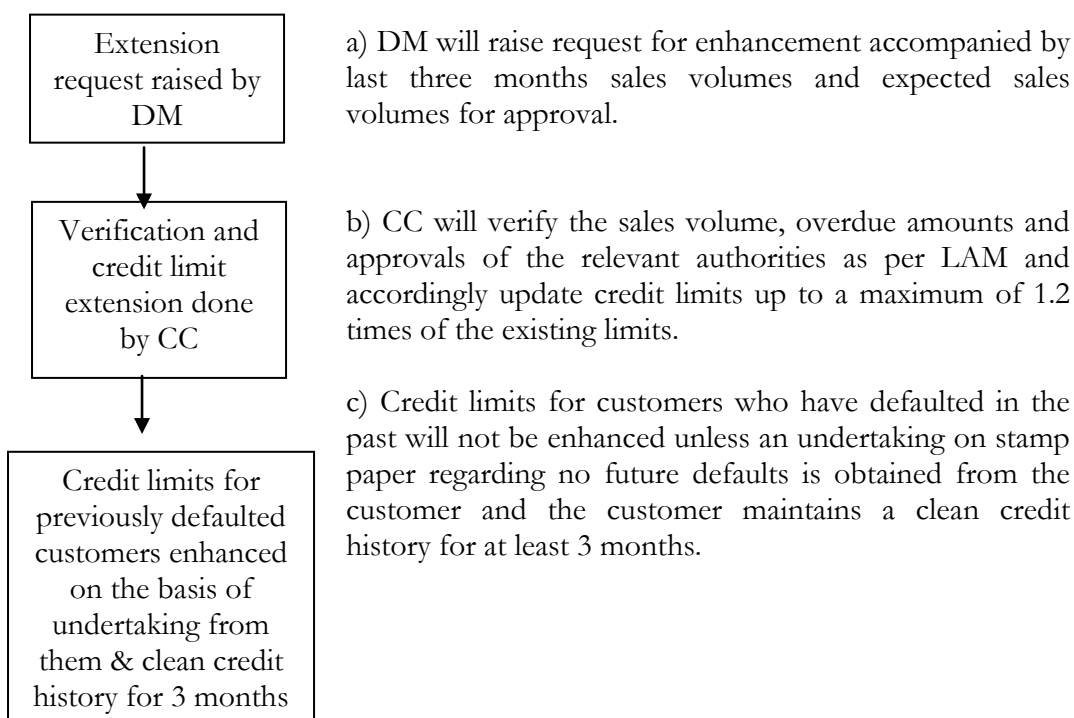 Extension
request raised by
DM
a) DM will raise request for enhancement accompanied by
last three months sales volumes and expected sales
volumes for approval.
Verification and
credit limit
extension done
by CC
b) CC will verify the sales volume, overdue amounts and
approvals of the relevant authorities as per LAM and
accordingly update credit limits up to a maximum of 1.2
times of the existing limits.
Credit limits for
previously defaulted
customers enhanced
on the basis of
undertaking from
them & clean credit
history for 3 months
c) Credit limits for customers who have defaulted in the
past will not be enhanced unless an undertaking on stamp
paper regarding no future defaults is obtained from the
customer and the customer maintains a clean credit
history for at least 3 months.